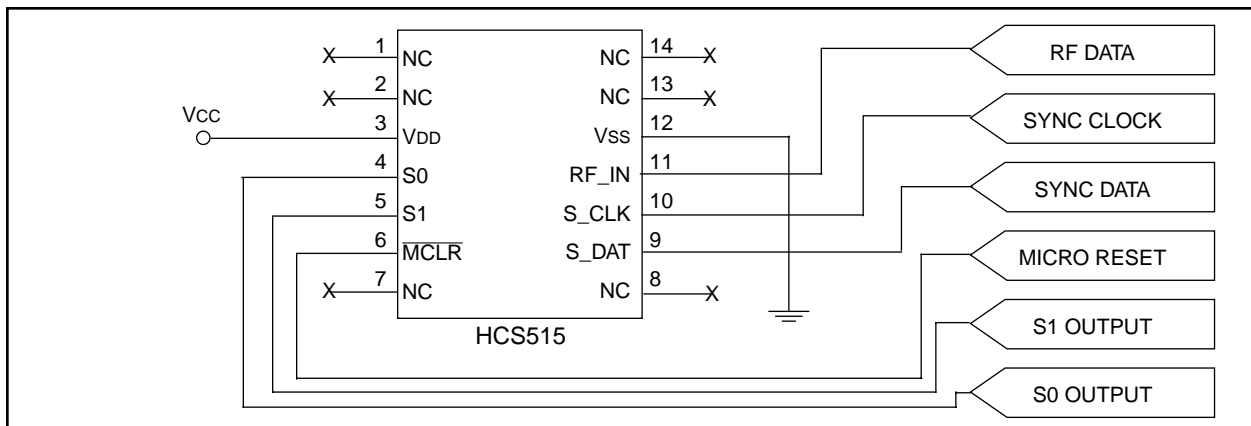 1 NC NC 14
X X
2 NC NC 13
X X
VCC
3 VDD VSS 12
4 S0 RF_IN 11
5 S1 S_CLK 10
6 MCLR S_DAT 9
7 NC NC 8
X X
HCS515
RF DATA
SYNC CLOCK
SYNC DATA
MICRO RESET
S1 OUTPUT
S0 OUTPUT